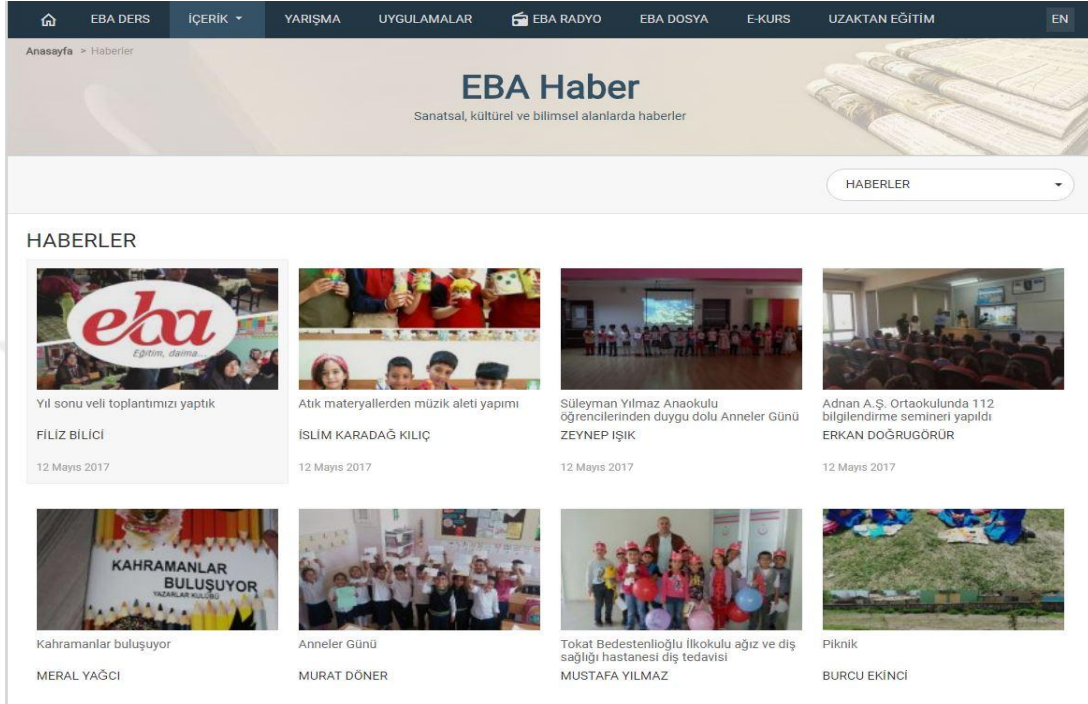 EBA DERS İÇERİK YARIŞMA UYGULAMALAR EBA RADYO EBA DOSYA E-KURS UZAKTAN EĞİTİM EN
Anasayfa > Haberler
EBA Haber
Sanatsal, kültürel ve bilimsel alanlarda haberler
HABERLER
HABERLER
eba
Eğitim, daima...
Yıl sonu veli toplantımızı yaptık
FİLİZ BİLİCİ
12 Mayıs 2017
Atık materyallerden müzik aleti yapımı
İSLİM KARADAĞ KILIÇ
12 Mayıs 2017
Süleyman Yılmaz Anaokulu
öğrencilerinden duygu dolu Anneler Günü
ZEYNEP IŞIK
12 Mayıs 2017
Adnan A.Ş. Ortaokulunda 112
bilgilendirme semineri yapıldı
ERKAN DOĞRUGÖRÜR
12 Mayıs 2017
KAHRAMANLAR
BULUŞUYOR
YAZARLAR KULÜBÜ
Kahramanlar buluşuyor
MERAL YAĞCI
Anneler Günü
MURAT DÖNER
Tokat Bedestenlioğlu İlkokulu ağız ve diş
sağlığı hastanesi diş tedavisi
MUSTAFA YILMAZ
Piknik
BURCU EKİNCİ